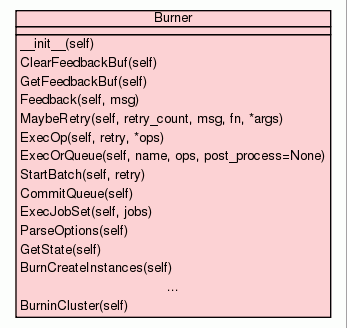 Burner
__init__(self)
ClearFeedbackBuf(self)
GetFeedbackBuf(self)
Feedback(self, msg)
MaybeRetry(self, retry_count, msg, fn, *args)
ExecOp(self, retry, *ops)
ExecOrQueue(self, name, ops, post_process=None)
StartBatch(self, retry)
CommitQueue(self)
ExecJobSet(self, jobs)
ParseOptions(self)
GetState(self)
BurnCreateInstances(self)
...
BurninCluster(self)